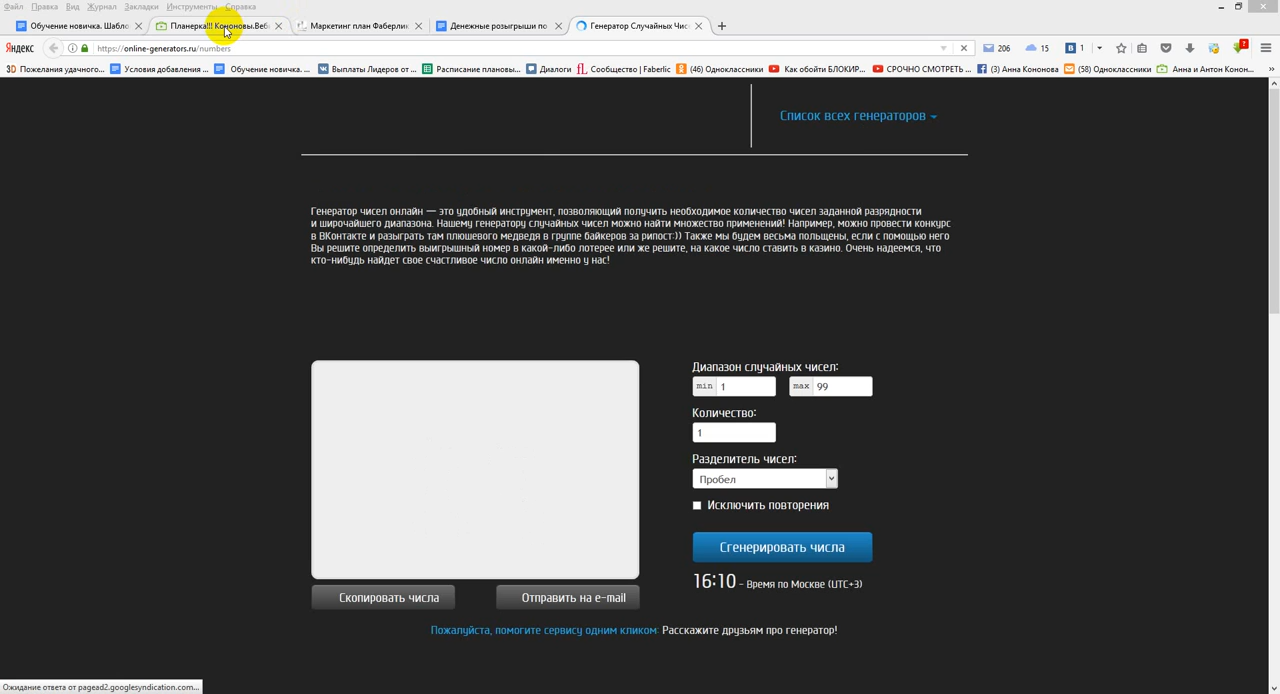 Файл Правка Вид Журнал Закладки Инструменты Справка
Обучение новичка. Шабло
Планерка!!! Кононовы.Веб
Маркетинг план Фаберлик
Денежные розыгрыши по
Генератор Случайных Чисе
Яндекс
https://online-generators.ru/numbers
206
15
В 1
7
3D Пожелания удачного...
Условия добавления ...
Обучение новичка. ...
Выплаты Лидеров от ...
Расписание плановы...
Диалоги
Сообщество | Faberlic
(46) Одноклассники
Как обойти БЛОКИР...
СРОЧНО СМОТРЕТЬ ...
(3) Анна Кононова
(58) Одноклассники
Анна и Антон Конон...
Список всех генераторов
Генератор чисел онлайн — это удобный инструмент, позволяющий получить необходимое количество чисел заданной разрядности
и широчайшего диапазона. Нашему генератору случайных чисел можно найти множество применений! Например, можно провести конкурс
в ВКонтакте и разыграть там плюшевого медведя в группе байкеров за рипост:)) Также мы будем весьма польщены, если с помощью него
Вы решите определить выигрышный номер в какой-либо лотерее или же решите, на какое число ставить в казино. Очень надеемся, что
кто-нибудь найдет свое счастливое число онлайн именно у нас!
Диапазон случайных чисел:
min 1
max 99
Количество:
1
Разделитель чисел:
Пробел
Исключить повторения
Сгенерировать числа
16:10 - Время по Москве (UTC+3)
Скопировать числа
Отправить на e-mail
Пожалуйста, помогите сервису одним кликом: Расскажите друзьям про генератор!
Ожидание ответа от pagead2.googlesyndication.com...